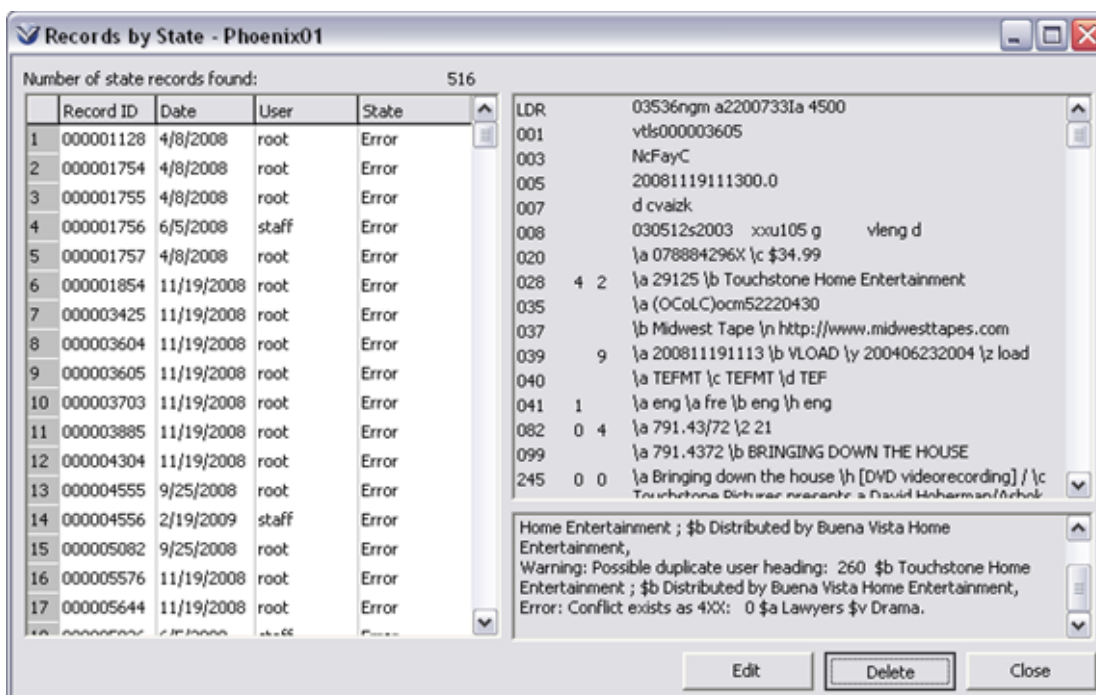 Records by State - Phoenix01
Number of state records found: 516
Record ID Date User State
1 000001128 4/8/2008 root Error
2 000001754 4/8/2008 root Error
3 000001755 4/8/2008 root Error
4 000001756 6/5/2008 staff Error
5 000001757 4/8/2008 root Error
6 000001854 11/19/2008 root Error
7 000003425 11/19/2008 root Error
8 000003604 11/19/2008 root Error
9 000003605 11/19/2008 root Error
10 000003703 11/19/2008 root Error
11 000003885 11/19/2008 root Error
12 000004304 11/19/2008 root Error
13 000004555 9/25/2008 root Error
14 000004556 2/19/2009 staff Error
15 000005082 9/25/2008 root Error
16 000005576 11/19/2008 root Error
17 000005644 11/19/2008 root Error
LDR 03536ngm a2200733Ia 4500
001 vtls000003605
003 NcFayC
005 20081119111300.0
007 d cvaizk
008 030512s2003 xxu105 g vleng d
020 \a 078884296X \c $34.99
028 4 2 \a 29125 \b Touchstone Home Entertainment
035 \a (OCoLC)ocm52220430
037 \b Midwest Tape \n http://www.midwesttapes.com
039 9 \a 200811191113 \b VLOAD \y 200406232004 \z load
040 \a TEFMT \c TEFMT \d TEF
041 1 \a eng \a fre \b eng \h eng
082 0 4 \a 791.43/72 \2 21
099 \a 791.4372 \b BRINGING DOWN THE HOUSE
245 0 0 \a Bringing down the house \h [DVD videorecording] / \c
Touchstone Pictures presents a David Hoberman/Ashok
Home Entertainment ; $b Distributed by Buena Vista Home
Entertainment,
Warning: Possible duplicate user heading: 260 $b Touchstone Home
Entertainment ; $b Distributed by Buena Vista Home Entertainment,
Error: Conflict exists as 4XX: 0 $a Lawyers $v Drama.
Edit Delete Close